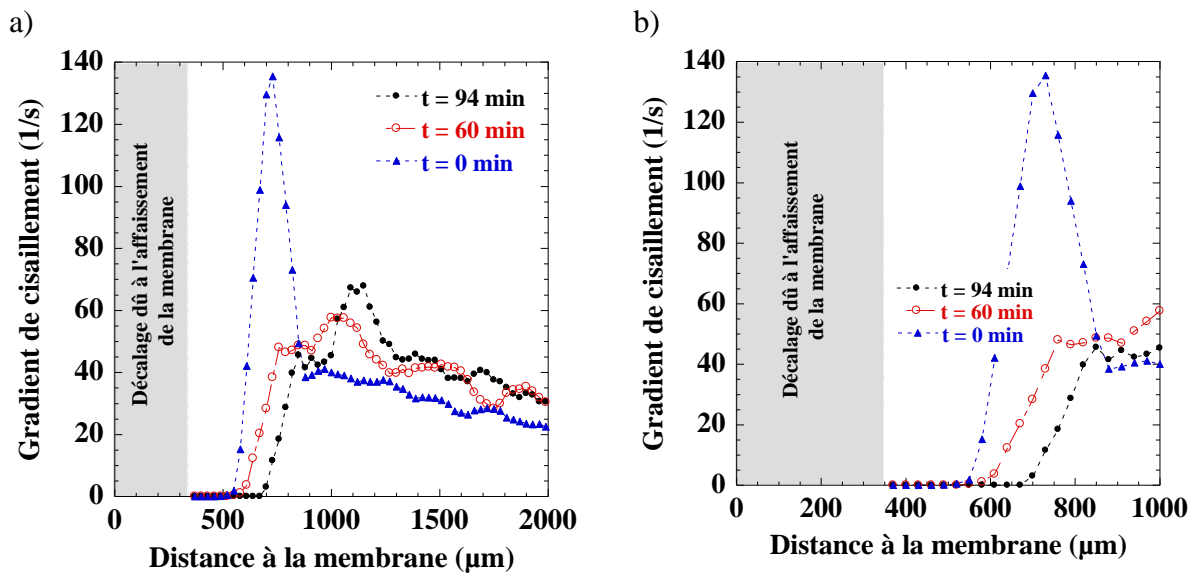 a)
Gradient de cisaillement (1/s)
140
120
100
80
60
40
20
0
Décalage dû à l'affaissement
de la membrane
t = 94 min
t = 60 min
t = 0 min
0 500 1000 1500 2000
Distance à la membrane (µm)
b)
Gradient de cisaillement (1/s)
140
120
100
80
60
40
20
0
Décalage dû à l'affaissement
de la membrane
t = 94 min
t = 60 min
t = 0 min
0 200 400 600 800 1000
Distance à la membrane (µm)